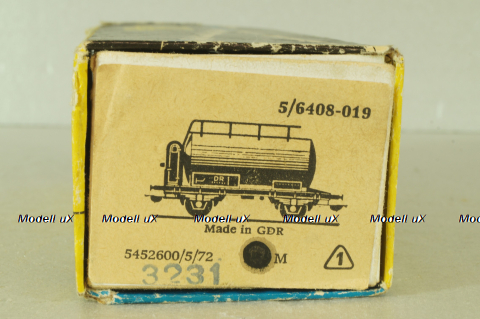 5/6408-019
DR
Modell uX Modell uX Modell uX Modell uX Modell uX Model
Made in GDR
5452600/5/72 M 1
3231